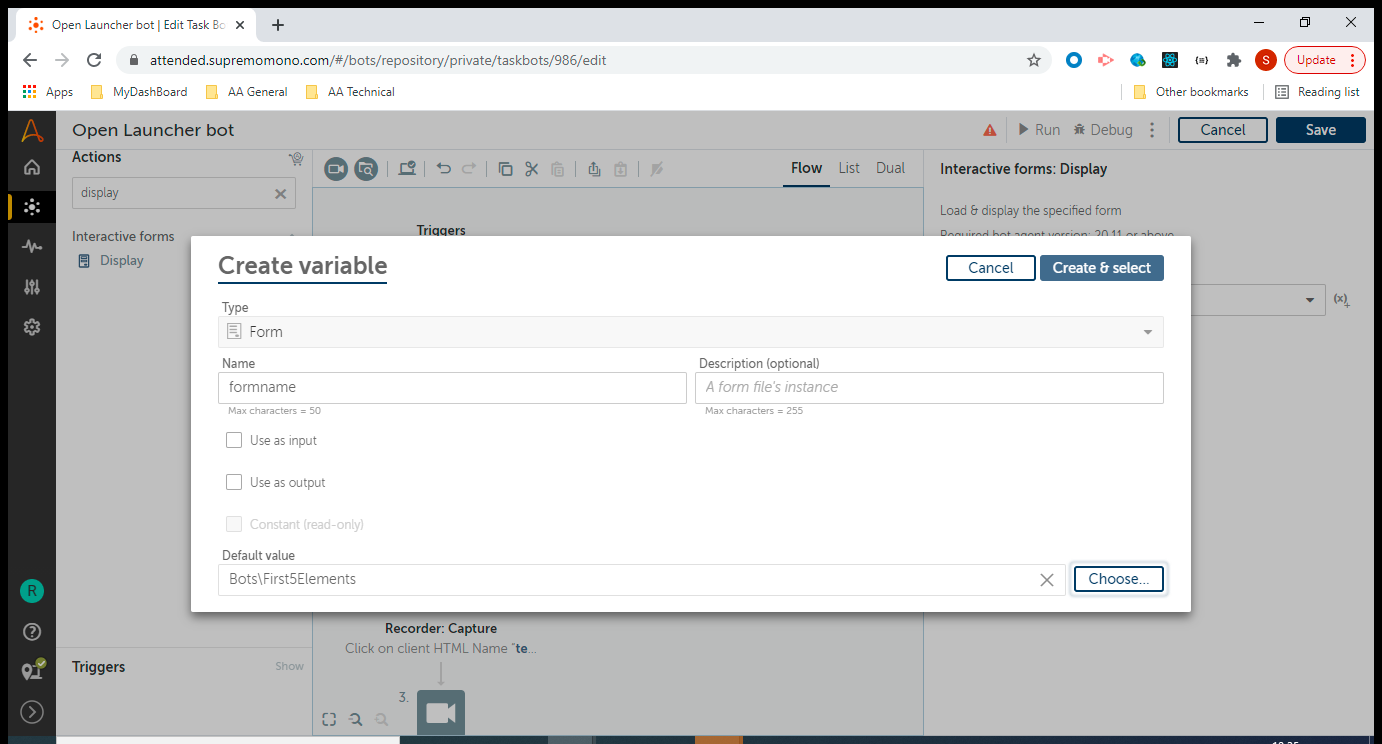 Open Launcher bot | Edit Task Bo
attended.supremomono.com/#/bots/repository/private/taskbots/986/edit
S
Update
Apps
MyDashBoard
AA General
AA Technical
Other bookmarks
Reading list
Open Launcher bot
Run
Debug
Cancel
Save
Actions
Flow
List
Dual
Interactive forms: Display
display
Load & display the specified form
Triggers
Interactive forms
Required bot agent version: 20.11 or above
Display
Create variable
Cancel
Create & select
Type
Form
(x)+
Name
Description (optional)
formname
A form file's instance
Max characters = 50
Max characters = 255
Use as input
Use as output
Constant (read-only)
Default value
Bots\First5Elements
Choose...
R
Recorder: Capture
Click on client HTML Name "te...
Triggers
Show
3.